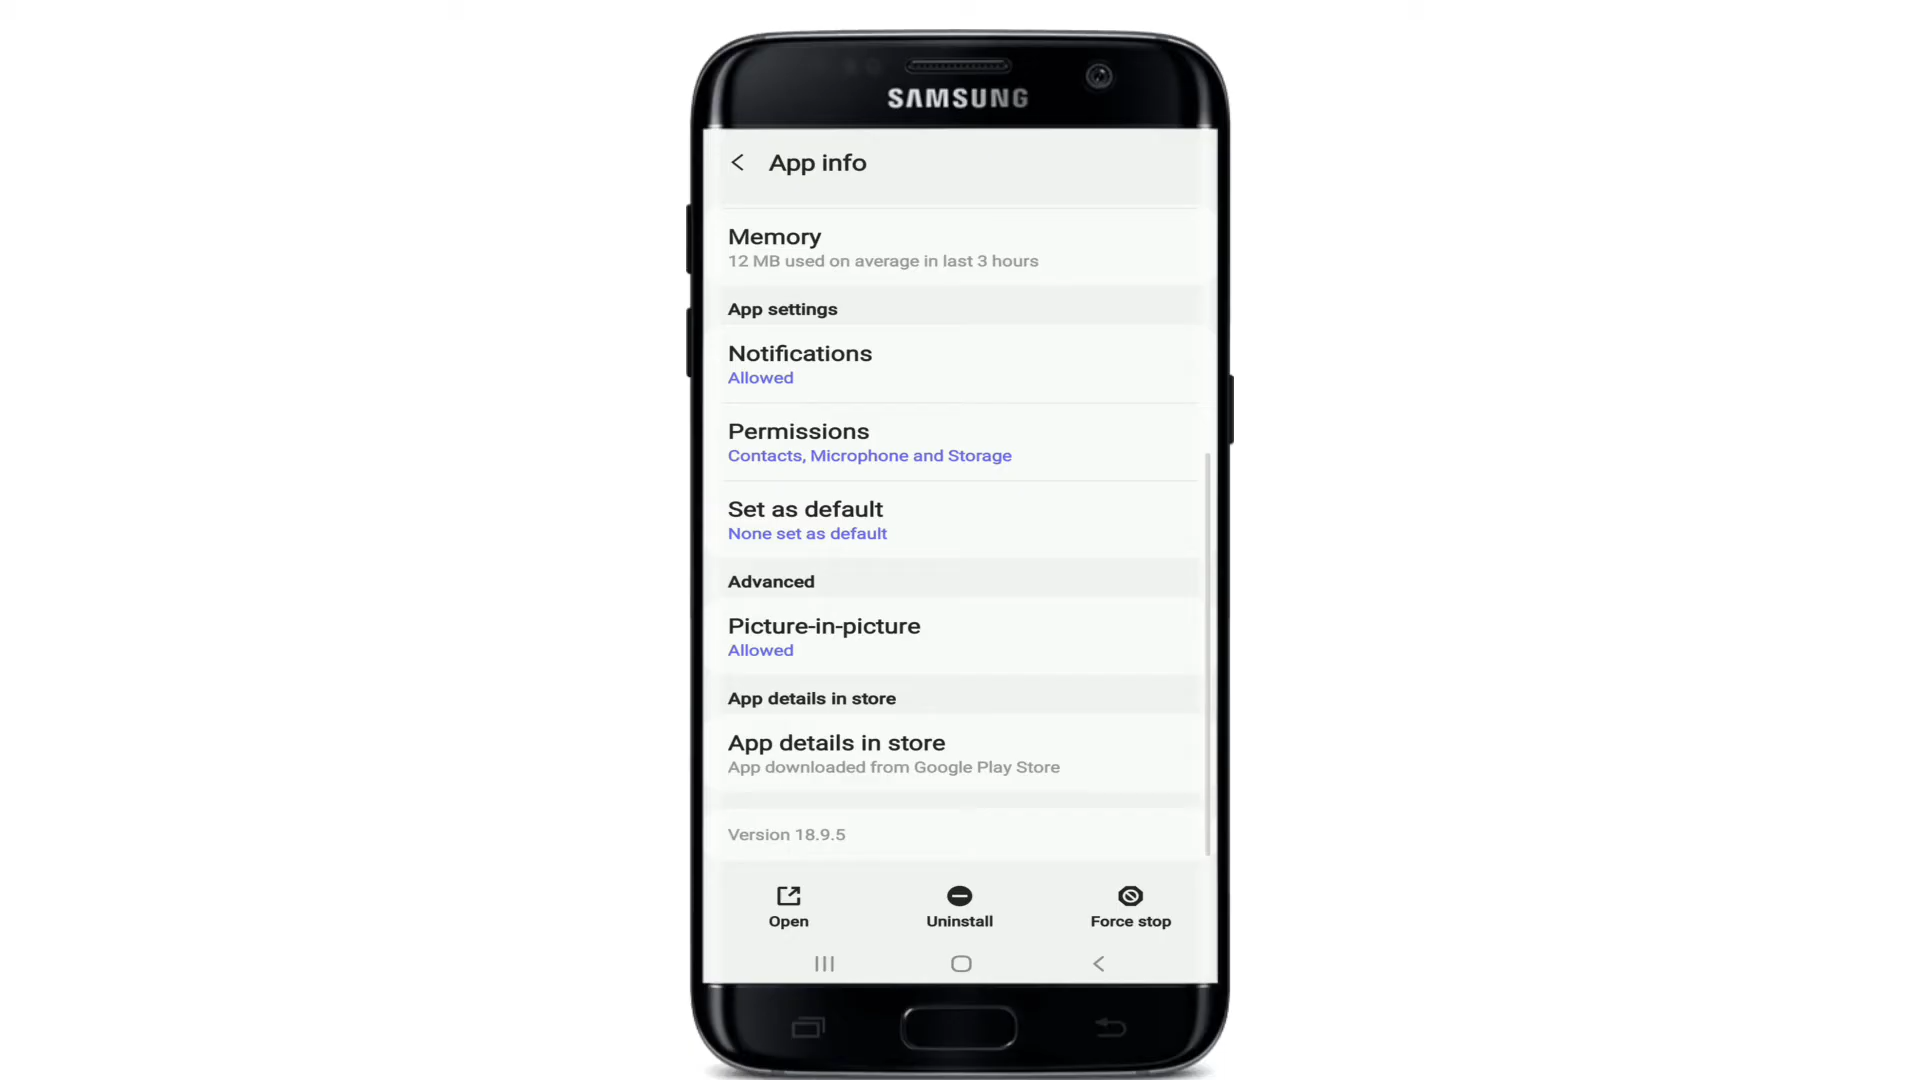 SAMSUNG
App info
Memory
12 MB used on average in last 3 hours
App settings
Notifications
Allowed
Permissions
Contacts, Microphone and Storage
Set as default
None set as default
Advanced
Picture-in-picture
Allowed
App details in store
App details in store
App downloaded from Google Play Store
Version 18.9.5
Open
Uninstall
Force stop